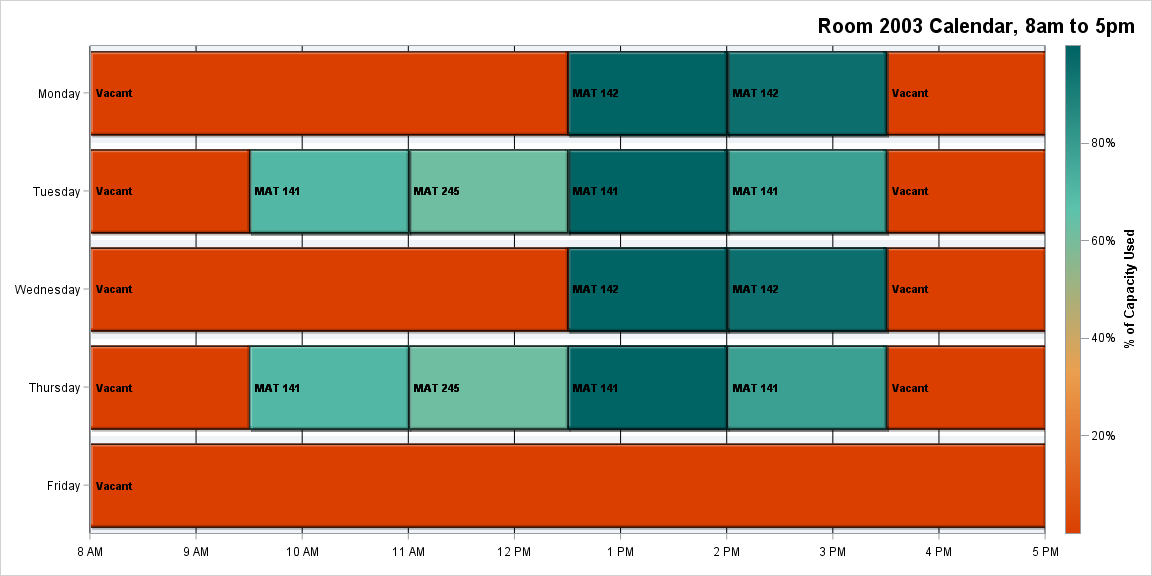 Room 2003 Calendar, 8am to 5pm
Monday
Vacant
MAT 142
MAT 142
Vacant
Tuesday
Vacant
MAT 141
MAT 245
MAT 141
MAT 141
Vacant
Wednesday
Vacant
MAT 142
MAT 142
Vacant
Thursday
Vacant
MAT 141
MAT 245
MAT 141
MAT 141
Vacant
Friday
Vacant
8 AM
9 AM
10 AM
11 AM
12 PM
1 PM
2 PM
3 PM
4 PM
5 PM
80%
60%
40%
20%
% of Capacity Used